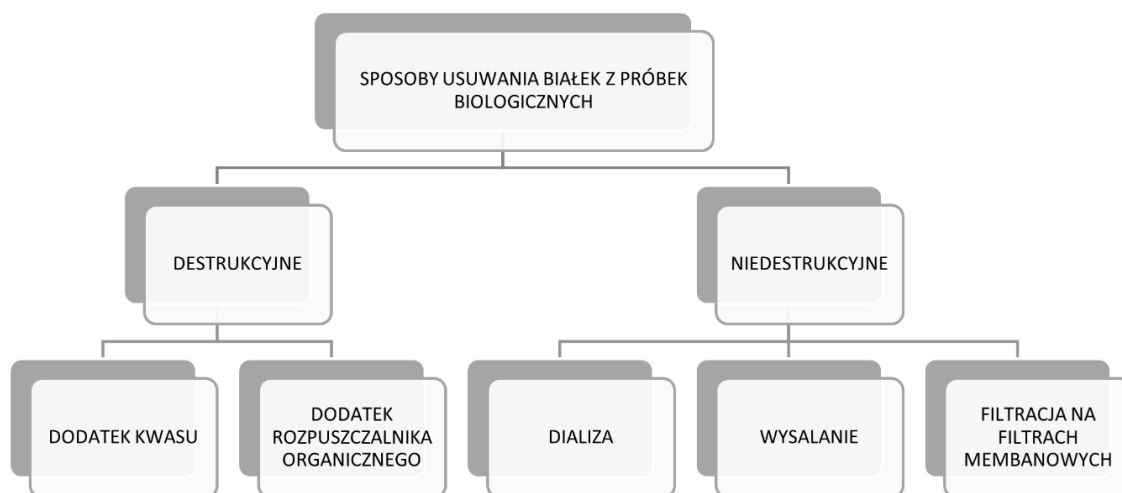 SPOSOBY USUWANIA BIAŁEK Z PRÓBEK
BIOLOGICZNYCH
DESTRUKCYJNE
NIEDESTRUKCYJNE
DODATEK KWASU
DODATEK
ROZPUSZCZALNIKA
ORGANICZNEGO
DIALIZA
WYSALANIE
FILTRACJA NA
FILTRACH
MEMBANOWYCH